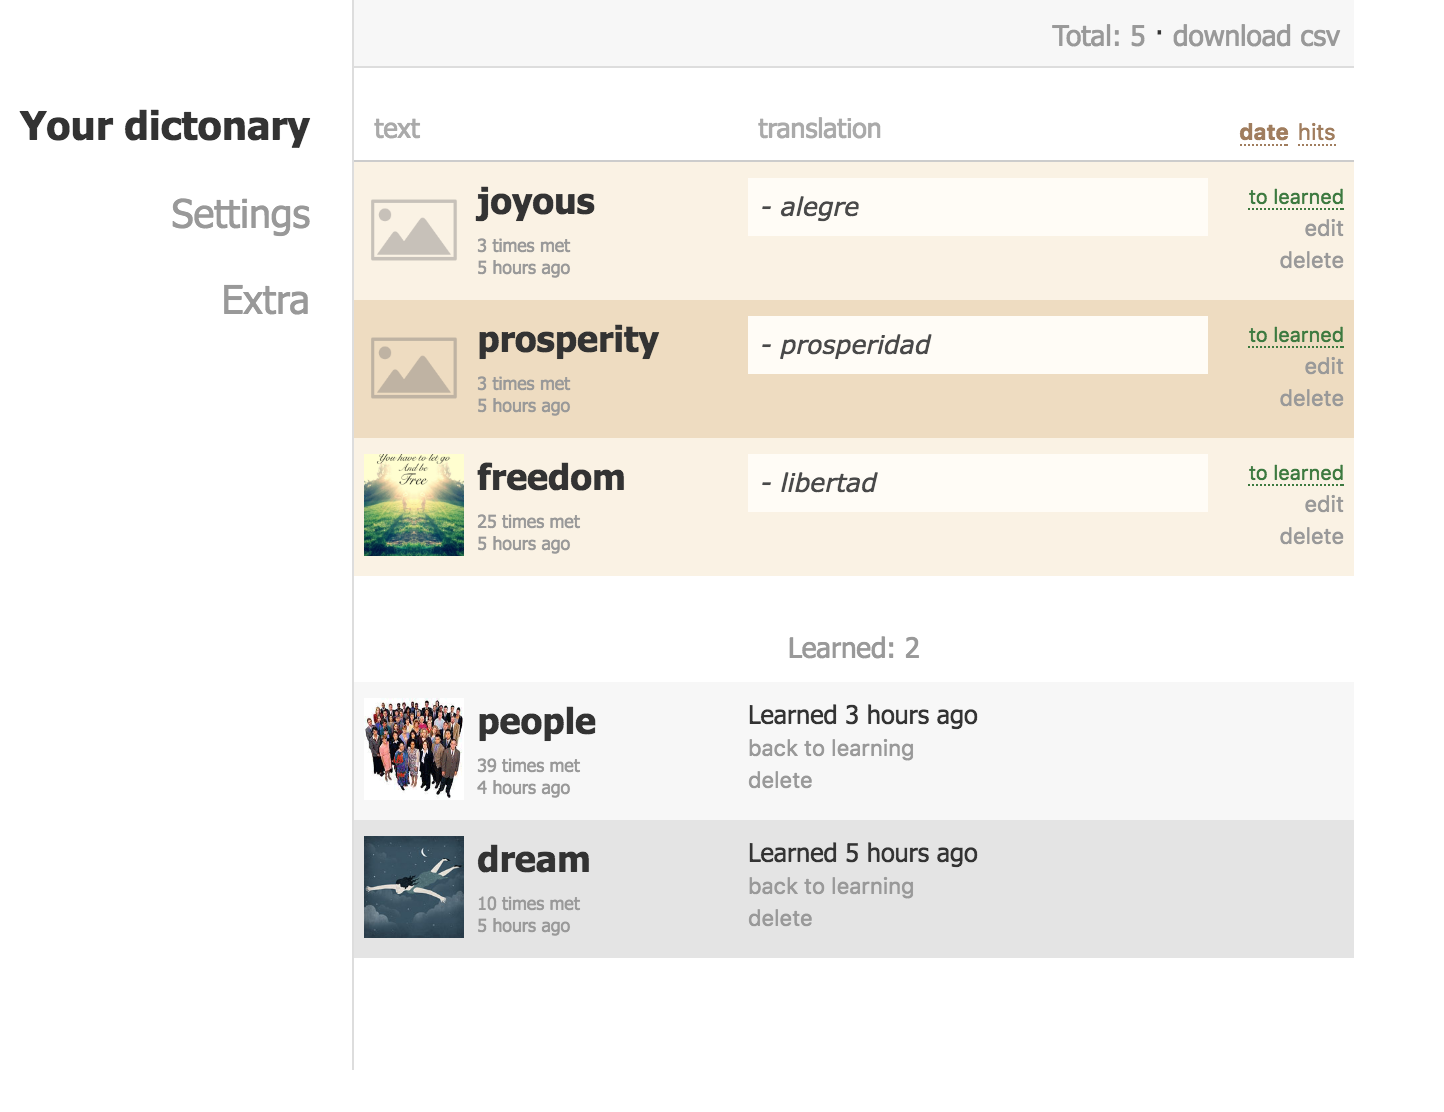 Total: 5 · download csv
Your dictonary
Settings
Extra
text translation date hits
joyous
3 times met
5 hours ago
- alegre
to learned
edit
delete
prosperity
3 times met
5 hours ago
- prosperidad
to learned
edit
delete
You have to let go
And be
Free
freedom
25 times met
5 hours ago
- libertad
to learned
edit
delete
Learned: 2
people
39 times met
4 hours ago
Learned 3 hours ago
back to learning
delete
dream
10 times met
5 hours ago
Learned 5 hours ago
back to learning
delete